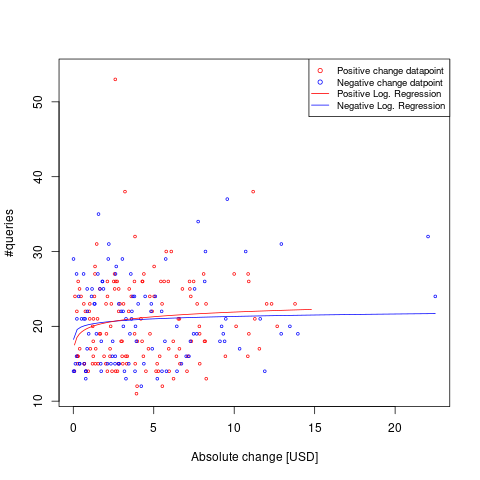 Positive change datapoint
Negative change datpoint
Positive Log. Regression
Negative Log. Regression
#queries
50
40
30
20
10
0
5
10
15
20
Absolute change [USD]